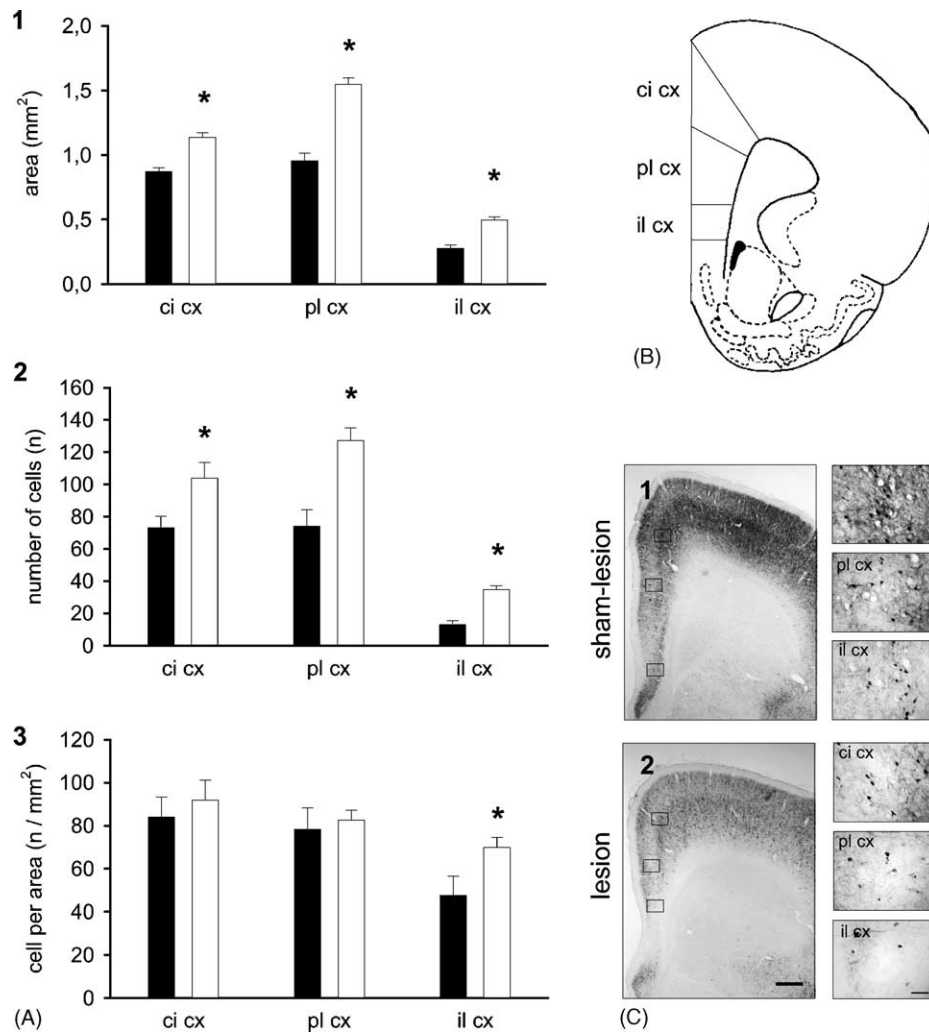 1
area (mm²)
2,0
1,5
1,0
0,5
0,0
*
*
*
ci cx
pl cx
il cx
2
number of cells (n)
160
140
120
100
80
60
40
20
0
*
*
*
ci cx
pl cx
il cx
3
cell per area (n / mm²)
120
100
80
60
40
20
0
*
ci cx
pl cx
il cx
(A)
ci cx
pl cx
il cx
(B)
sham-lesion
1
pl cx
il cx
lesion
2
ci cx
pl cx
il cx
(C)